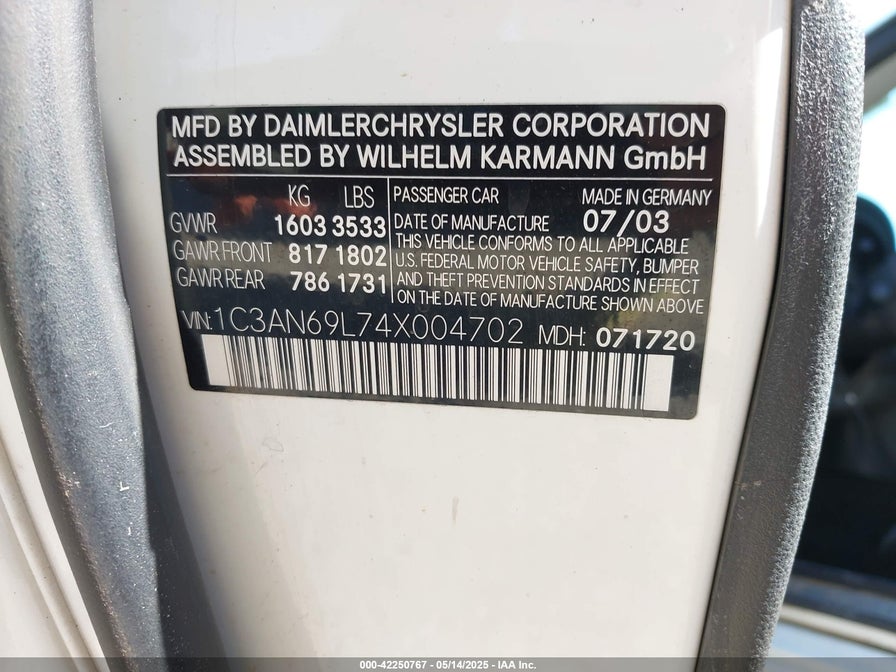 MFD BY DAIMLERCHRYSLER CORPORATION
ASSEMBLED BY WILHELM KARMANN GmbH
KG LBS
GVWR 1603 3533
GAWR FRONT 817 1802
GAWR REAR 786 1731
PASSENGER CAR MADE IN GERMANY
DATE OF MANUFACTURE 07/03
THIS VEHICLE CONFORMS TO ALL APPLICABLE
U.S. FEDERAL MOTOR VEHICLE SAFETY, BUMPER
AND THEFT PREVENTION STANDARDS IN EFFECT
ON THE DATE OF MANUFACTURE SHOWN ABOVE
VIN: 1C3AN69L74X004702 MDH: 071720
000-42250767 — 05/14/2025 — IAA Inc.